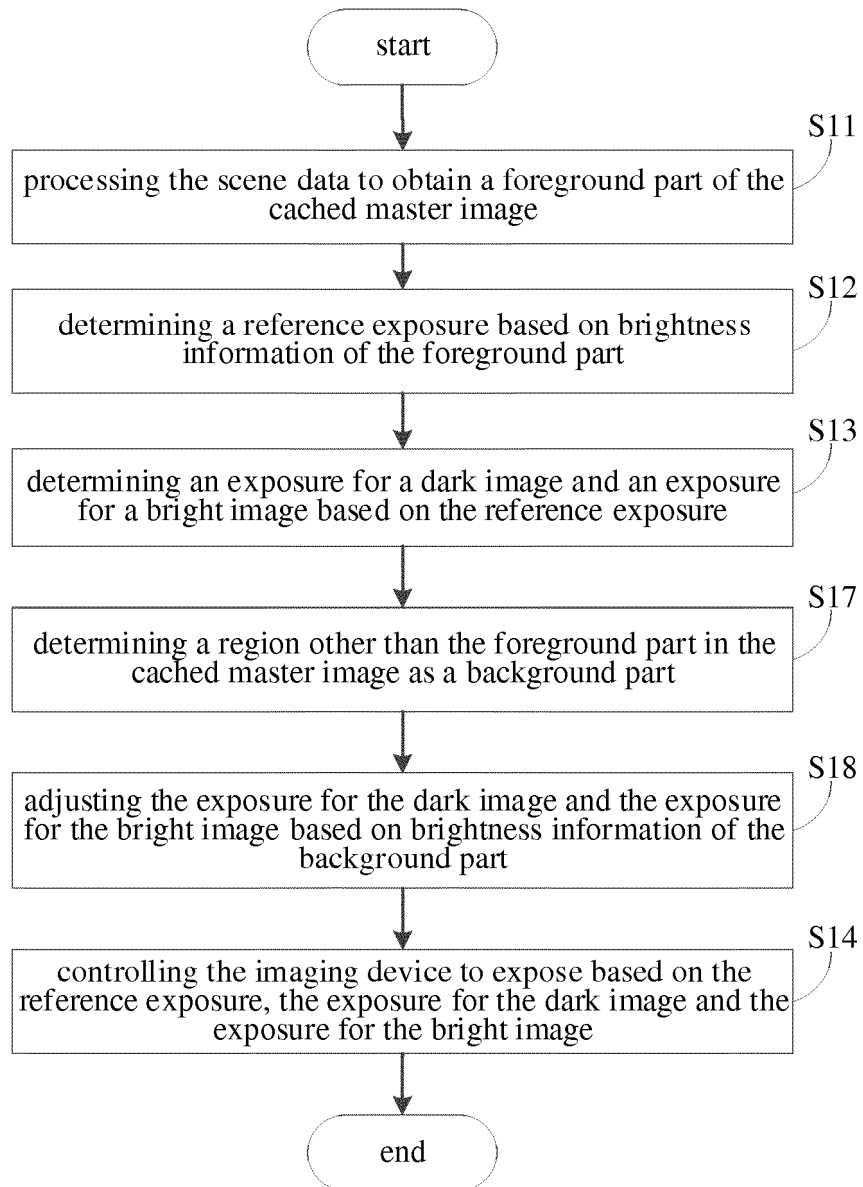 start
S11
processing the scene data to obtain a foreground part of the
cached master image
S12
determining a reference exposure based on brightness
information of the foreground part
S13
determining an exposure for a dark image and an exposure
for a bright image based on the reference exposure
S17
determining a region other than the foreground part in the
cached master image as a background part
S18
adjusting the exposure for the dark image and the exposure
for the bright image based on brightness information of the
background part
S14
controlling the imaging device to expose based on the
reference exposure, the exposure for the dark image and the
exposure for the bright image
end